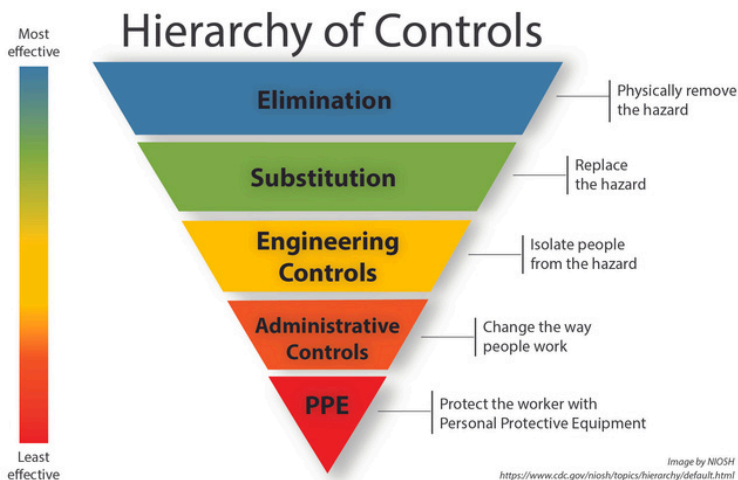 Hierarchy of Controls
Most
effective
Elimination
Physically remove
the hazard
Substitution
Replace
the hazard
Engineering
Controls
Isolate people
from the hazard
Administrative
Controls
Change the way
people work
PPE
Protect the worker with
Personal Protective Equipment
Least
effective
Image by NIOSH
https://www.cdc.gov/niosh/topics/hierarchy/default.html